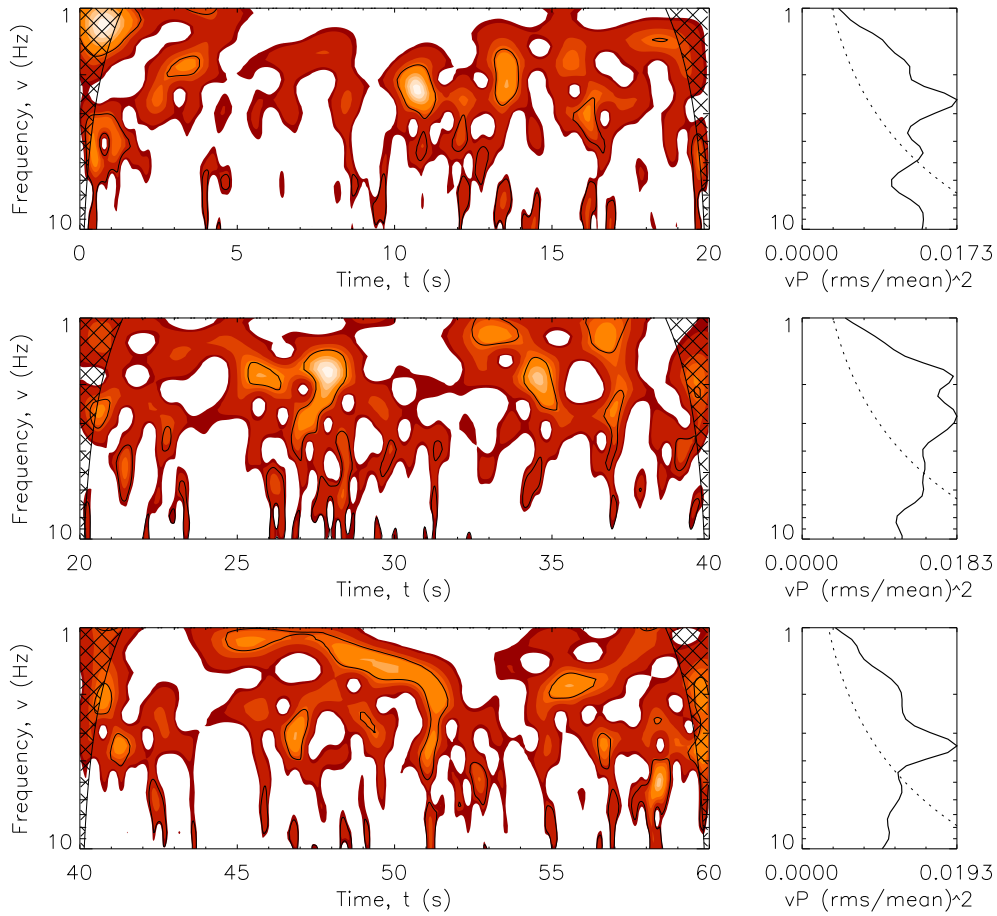 Frequency, v (Hz)
1
10
0 5 10 15 20
Time, t (s)
1
10
0.0000 0.0173
vP (rms/mean)^2
Frequency, v (Hz)
1
10
20 25 30 35 40
Time, t (s)
1
10
0.0000 0.0183
vP (rms/mean)^2
Frequency, v (Hz)
1
10
40 45 50 55 60
Time, t (s)
1
10
0.0000 0.0193
vP (rms/mean)^2